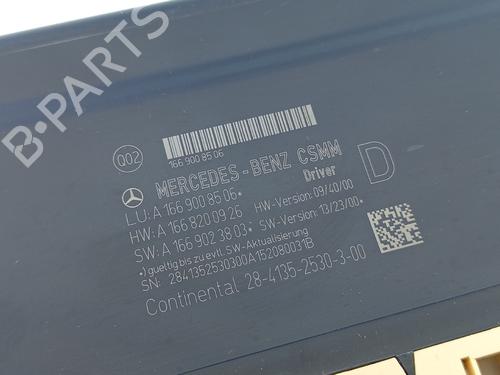 B-PARTS
002
166 900 85 06
MERCEDES-BENZ CSMM
Driver
D
L.U: A 166 900 85 06*
HW: A 166 820 09 26 HW-Version: 09/40/00
SW: A 166 902 38 03* SW-Version: 13/23/00*
*) gueltig bis zu evtl. SW-Aktualisierung
SN: 2841352530300A152080031B
Continental 28-4135-2530-3-00